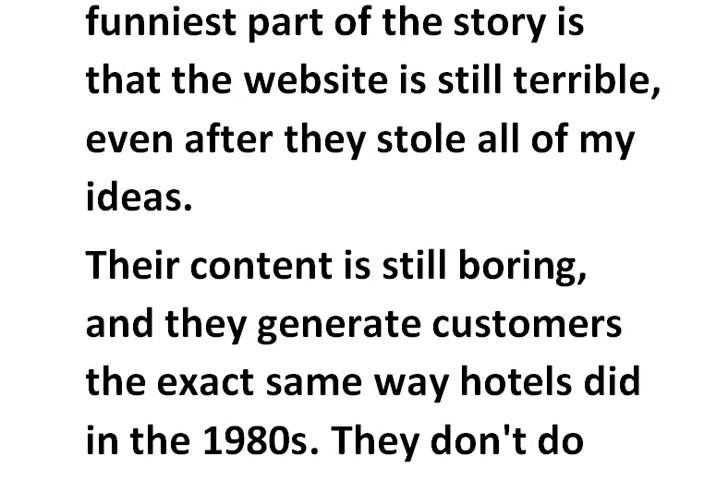 funniest part of the story is
that the website is still terrible,
even after they stole all of my
ideas.
Their content is still boring,
and they generate customers
the exact same way hotels did
in the 1980s. They don't do